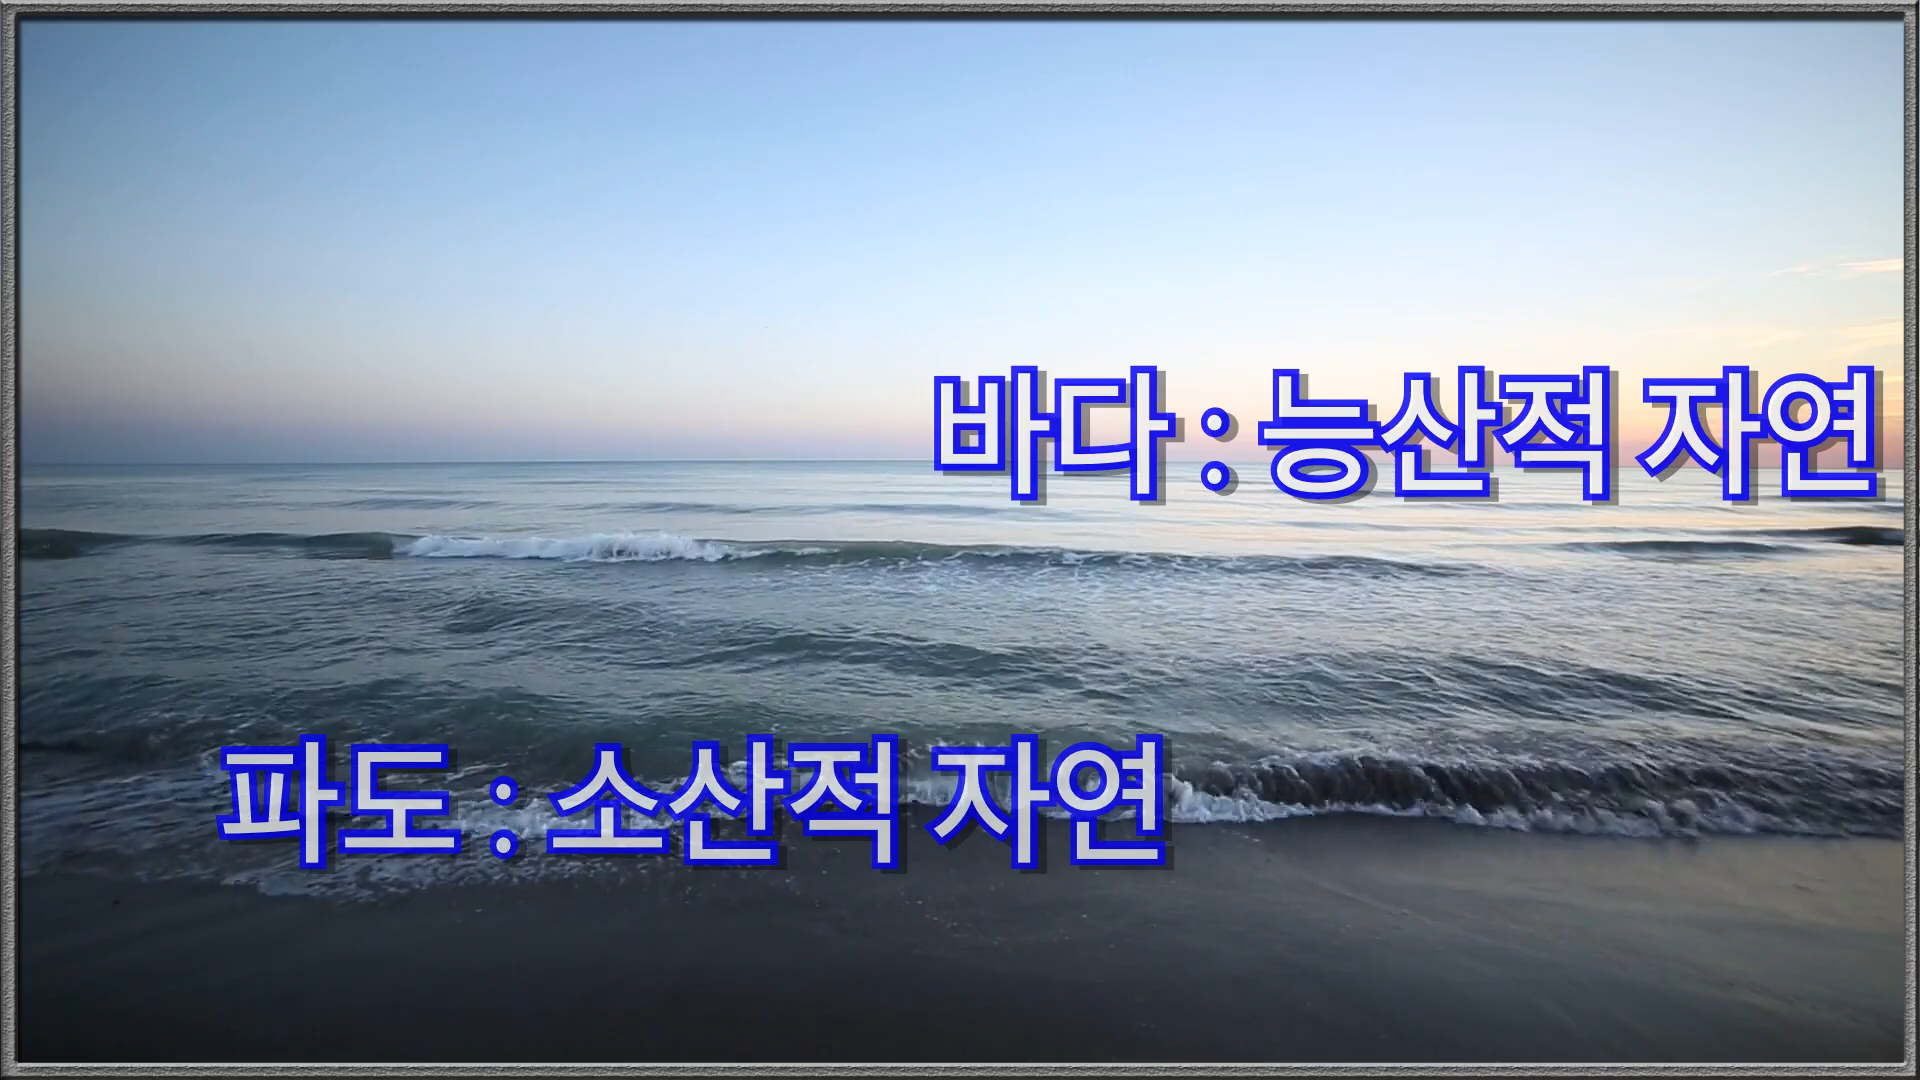 바다 : 능산적 자연
파도 : 소산적 자연